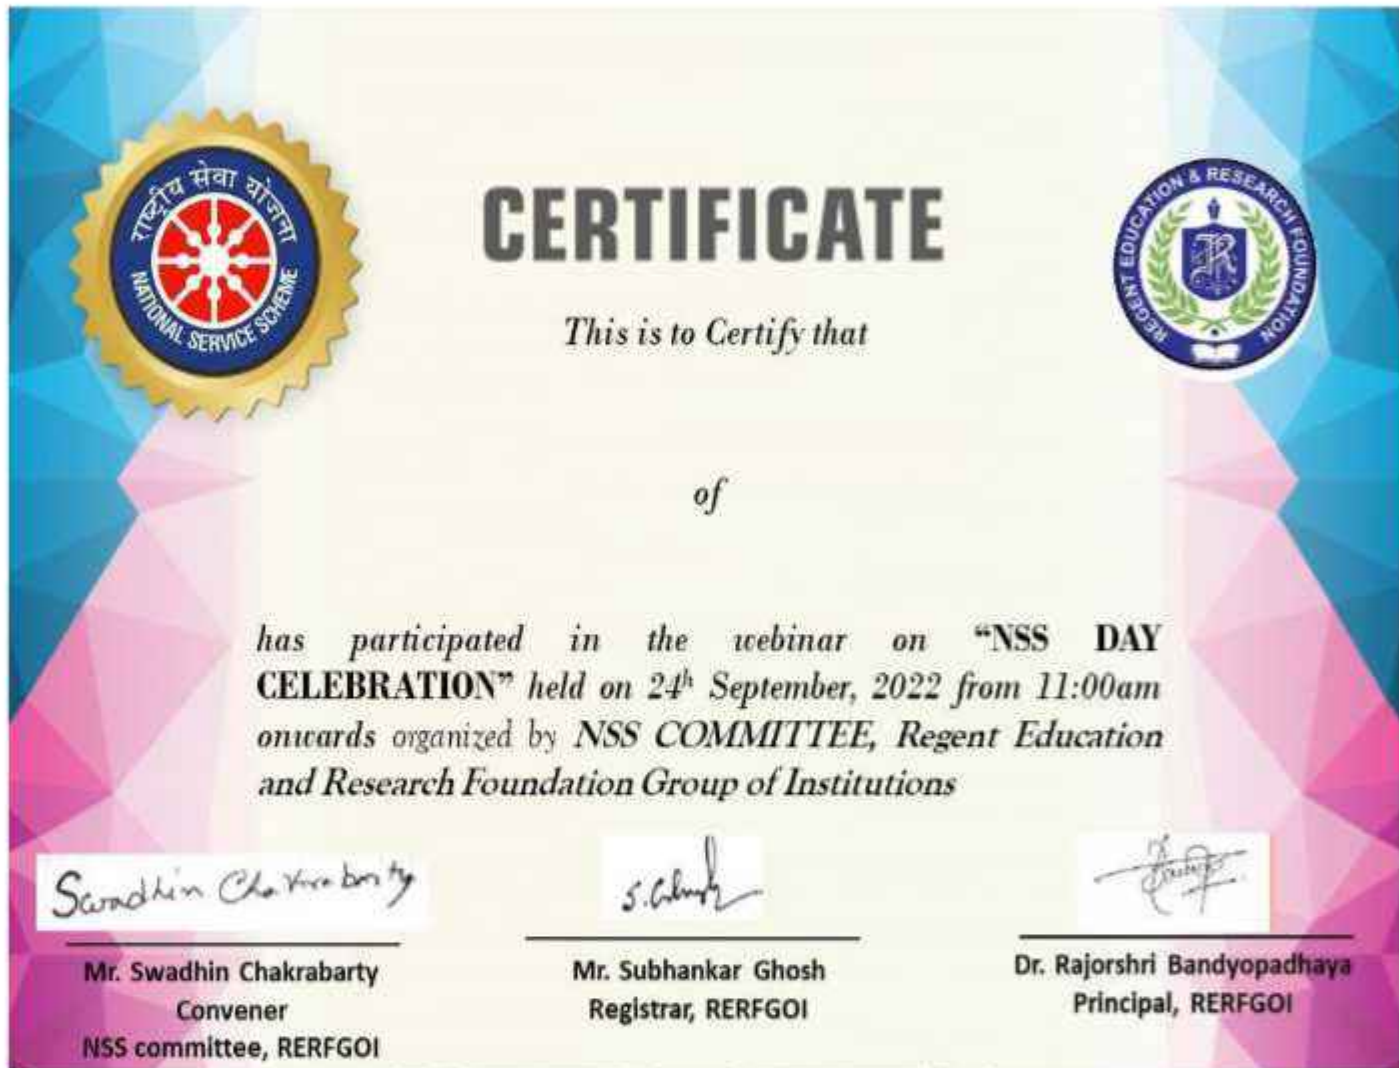 राष्ट्रीय सेवा योजना
NATIONAL SERVICE SCHEME
REGENT EDUCATION & RESEARCH FOUNDATION
R
CERTIFICATE
This is to Certify that
of
has participated in the webinar on “NSS DAY
CELEBRATION” held on 24th September, 2022 from 11:00am
onwards organized by NSS COMMITTEE, Regent Education
and Research Foundation Group of Institutions
Swadhin Chakrabarty
S. Ghosh
Mr. Swadhin Chakrabarty
Convener
NSS committee, RERFGOI
Mr. Subhankar Ghosh
Registrar, RERFGOI
Dr. Rajorshri Bandyopadhaya
Principal, RERFGOI